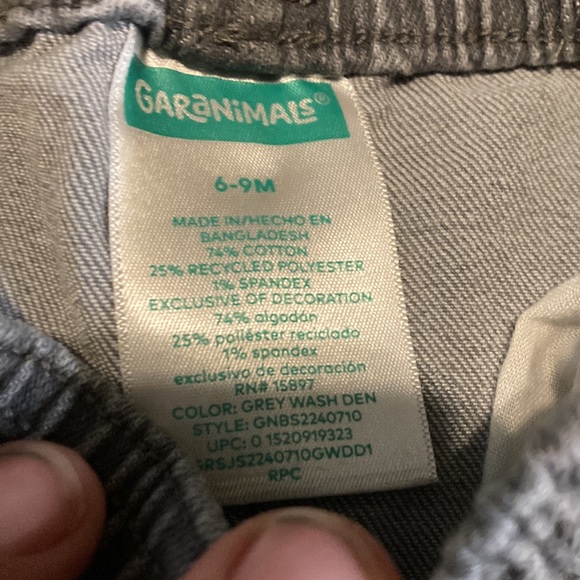 GARANIMALS®
6-9M
MADE IN/HECHO EN
BANGLADESH
74% COTTON
25% RECYCLED POLYESTER
1% SPANDEX
EXCLUSIVE OF DECORATION
74% algodón
25% poliéster reciclado
1% spandex
exclusivo de decoración
RN# 15897
COLOR: GREY WASH DEN
STYLE: GNBS2240710
UPC: 0 1520919323
GRSJS2240710GWDD1
RPC